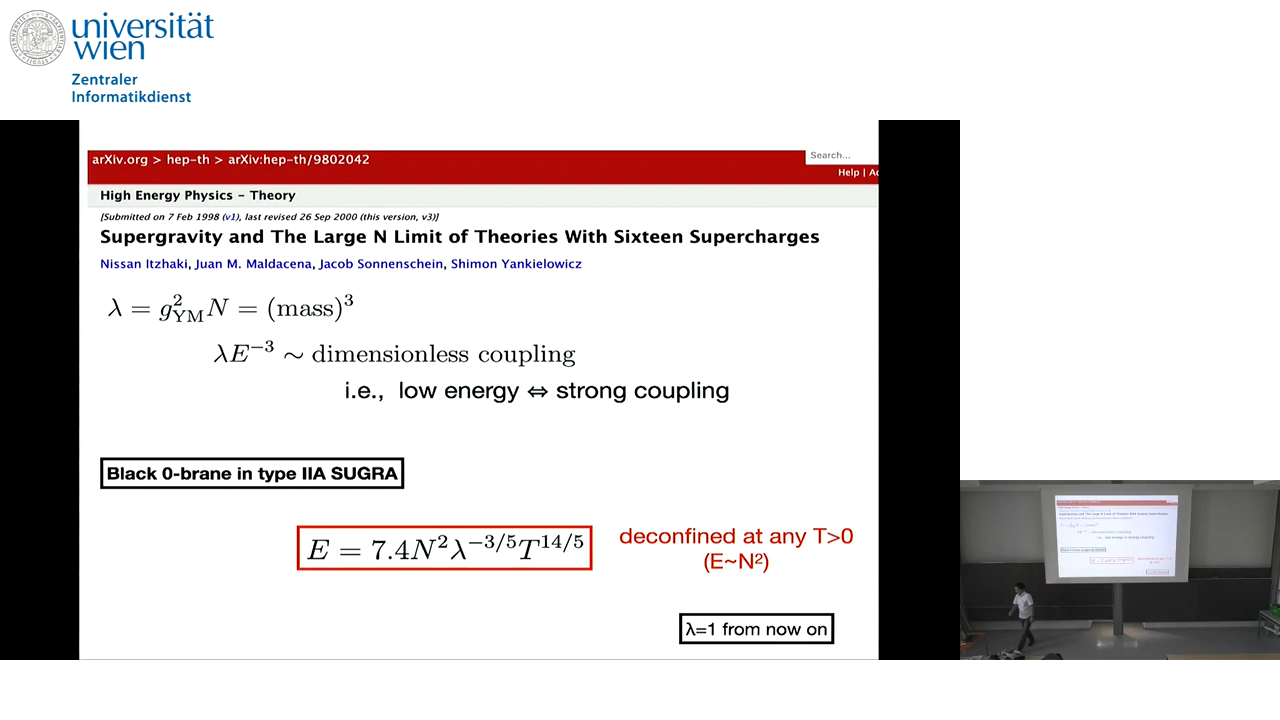 universität
wien
Zentraler
Informatikdienst
arXiv.org > hep-th > arXiv:hep-th/9802042
Search...
Help | Ad
High Energy Physics – Theory
[Submitted on 7 Feb 1998 (v1), last revised 26 Sep 2000 (this version, v3)]
Supergravity and The Large N Limit of Theories With Sixteen Supercharges
Nissan Itzhaki, Juan M. Maldacena, Jacob Sonnenschein, Shimon Yankielowicz
λ = g²_YM N = (mass)³
λE⁻³ ∼ dimensionless coupling
i.e., low energy ⇔ strong coupling
Black 0-brane in type IIA SUGRA
E = 7.4N²λ^{-3/5}T^{14/5}
deconfined at any T>0
(E~N²)
λ=1 from now on